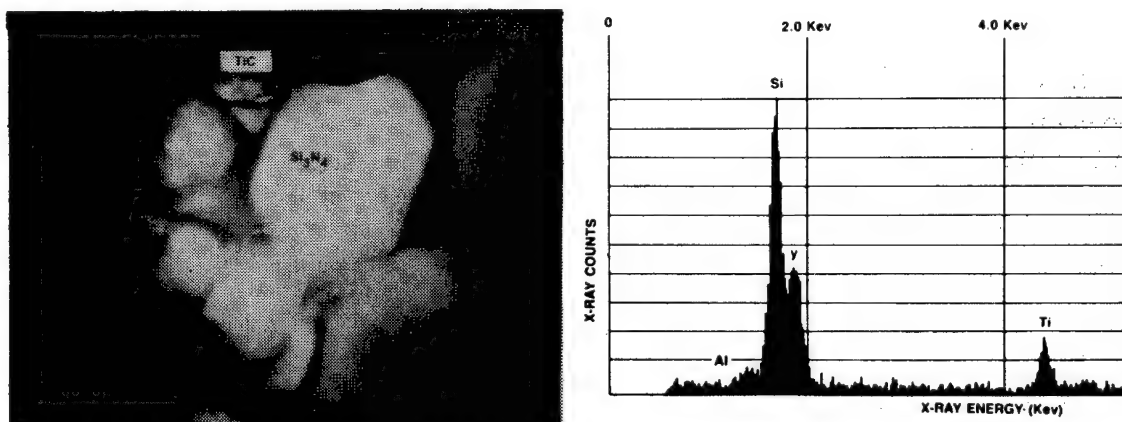 TiC
Si₃N₄
0
2.0 Kev
4.0 Kev
Si
y
Al
Ti
X-RAY COUNTS
X-RAY ENERGY (Kev)